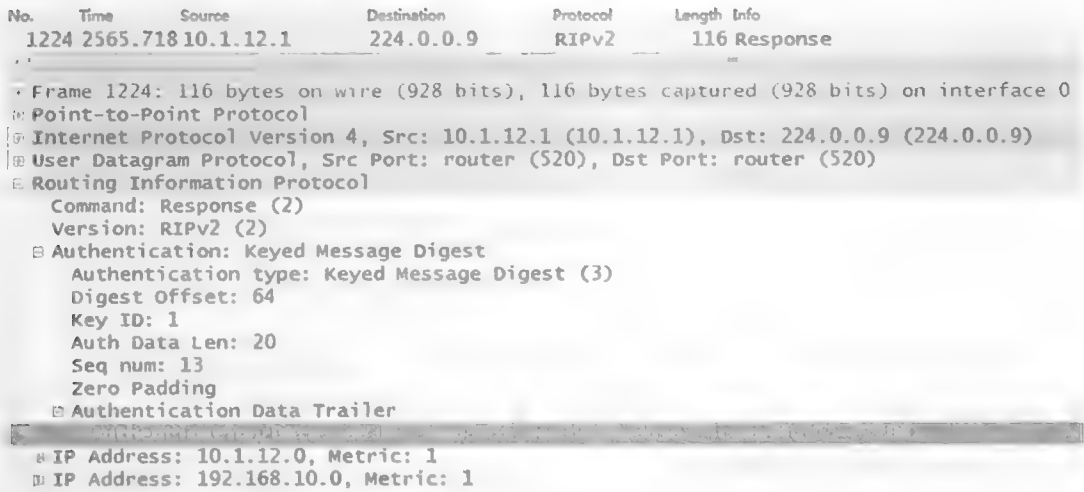 No. Time Source Destination Protocol Length Info
1224 2565.718 10.1.12.1 224.0.0.9 RIPv2 116 Response
Frame 1224: 116 bytes on wire (928 bits), 116 bytes captured (928 bits) on interface 0
Point-to-Point Protocol
Internet Protocol Version 4, Src: 10.1.12.1 (10.1.12.1), Dst: 224.0.0.9 (224.0.0.9)
User Datagram Protocol, Src Port: router (520), Dst Port: router (520)
Routing Information Protocol
Command: Response (2)
Version: RIPv2 (2)
Authentication: Keyed Message Digest
Authentication type: Keyed Message Digest (3)
Digest Offset: 64
Key ID: 1
Auth Data Len: 20
Seq num: 13
Zero Padding
Authentication Data Trailer
IP Address: 10.1.12.0, Metric: 1
IP Address: 192.168.10.0, Metric: 1